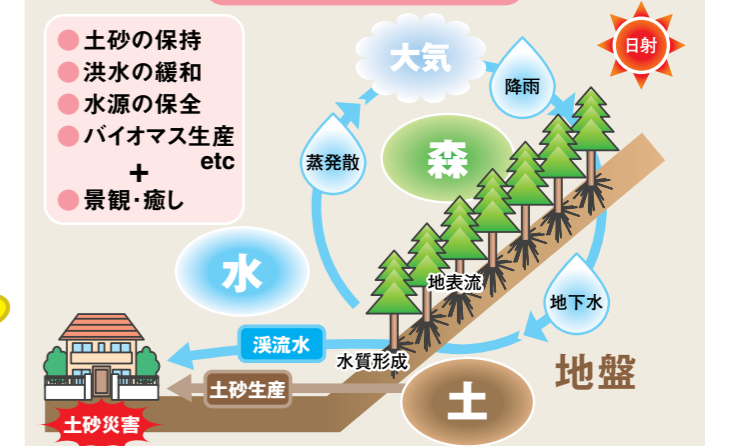 ●土砂の保持
●洪水の緩和
●水源の保全
●バイオマス生産
+ etc
●景観・癒し
大気
日射
降雨
蒸発散
森
水
地表流
地下水
渓流水
水質形成
地盤
土砂生産
土
土砂災害